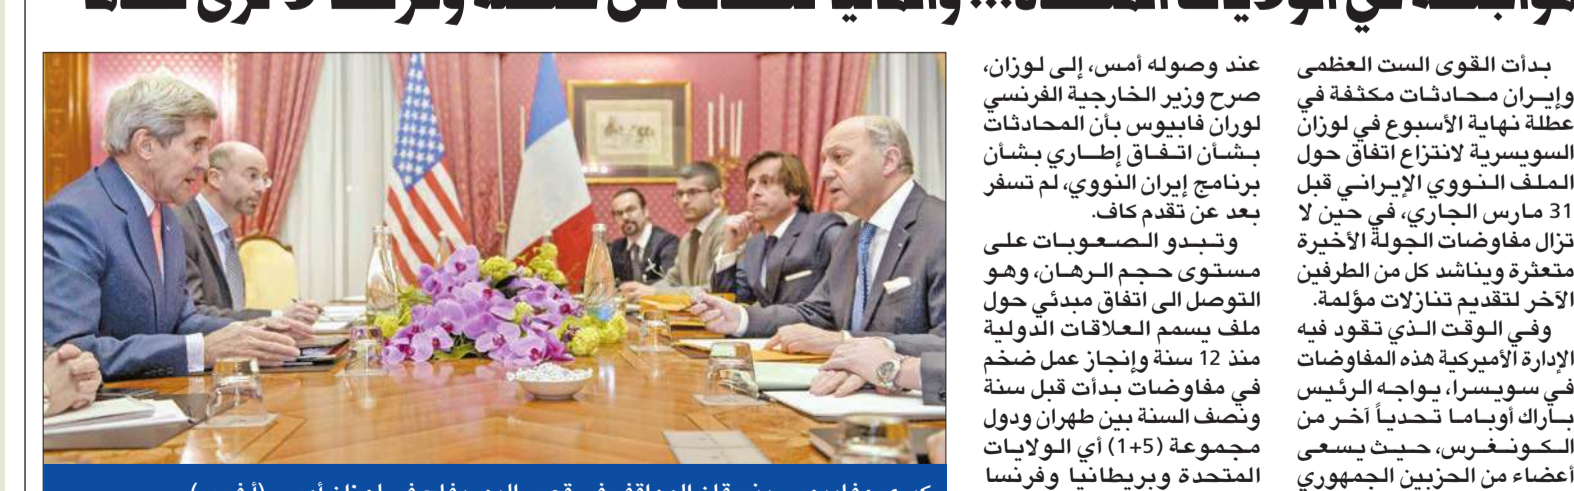 بدأت القوى الست العظمى
وإيران محادثات مكثفة في
عطلة نهاية الأسبوع في لوزان
السويسرية لانتزاع اتفاق حول
الملف النووي الإيراني قبل
31 مارس الجاري، في حين لا
تزال مفاوضات الجولة الأخيرة
متعثرة ويناشد كل من الطرفين
الآخر لتقديم تنازلات مؤلمة.
وفي الوقت الذي تقود فيه
الإدارة الأميركية هذه المفاوضات
في سويسرا، يواجه الرئيس
باراك أوباما تحدياً آخر من
الكونغرس، حيث يسعى
أعضاء من الحزبين الجمهوري
عند وصوله أمس، إلى لوزان،
صرح وزير الخارجية الفرنسي
لوران فابيوس بأن المحادثات
بشأن اتفاق إطاري بشأن
برنامج إيران النووي، لم تسفر
بعد عن تقدم كاف.
وتبدو الصعوبات على
مستوى حجم الرهان، وهو
التوصل الى اتفاق مبدئي حول
ملف يسمم العلاقات الدولية
منذ 12 سنة وإنجاز عمل ضخم
في مفاوضات بدأت قبل سنة
ونصف السنة بين طهران ودول
مجموعة (5+1) أي الولايات
المتحدة وبريطانيا وفرنسا